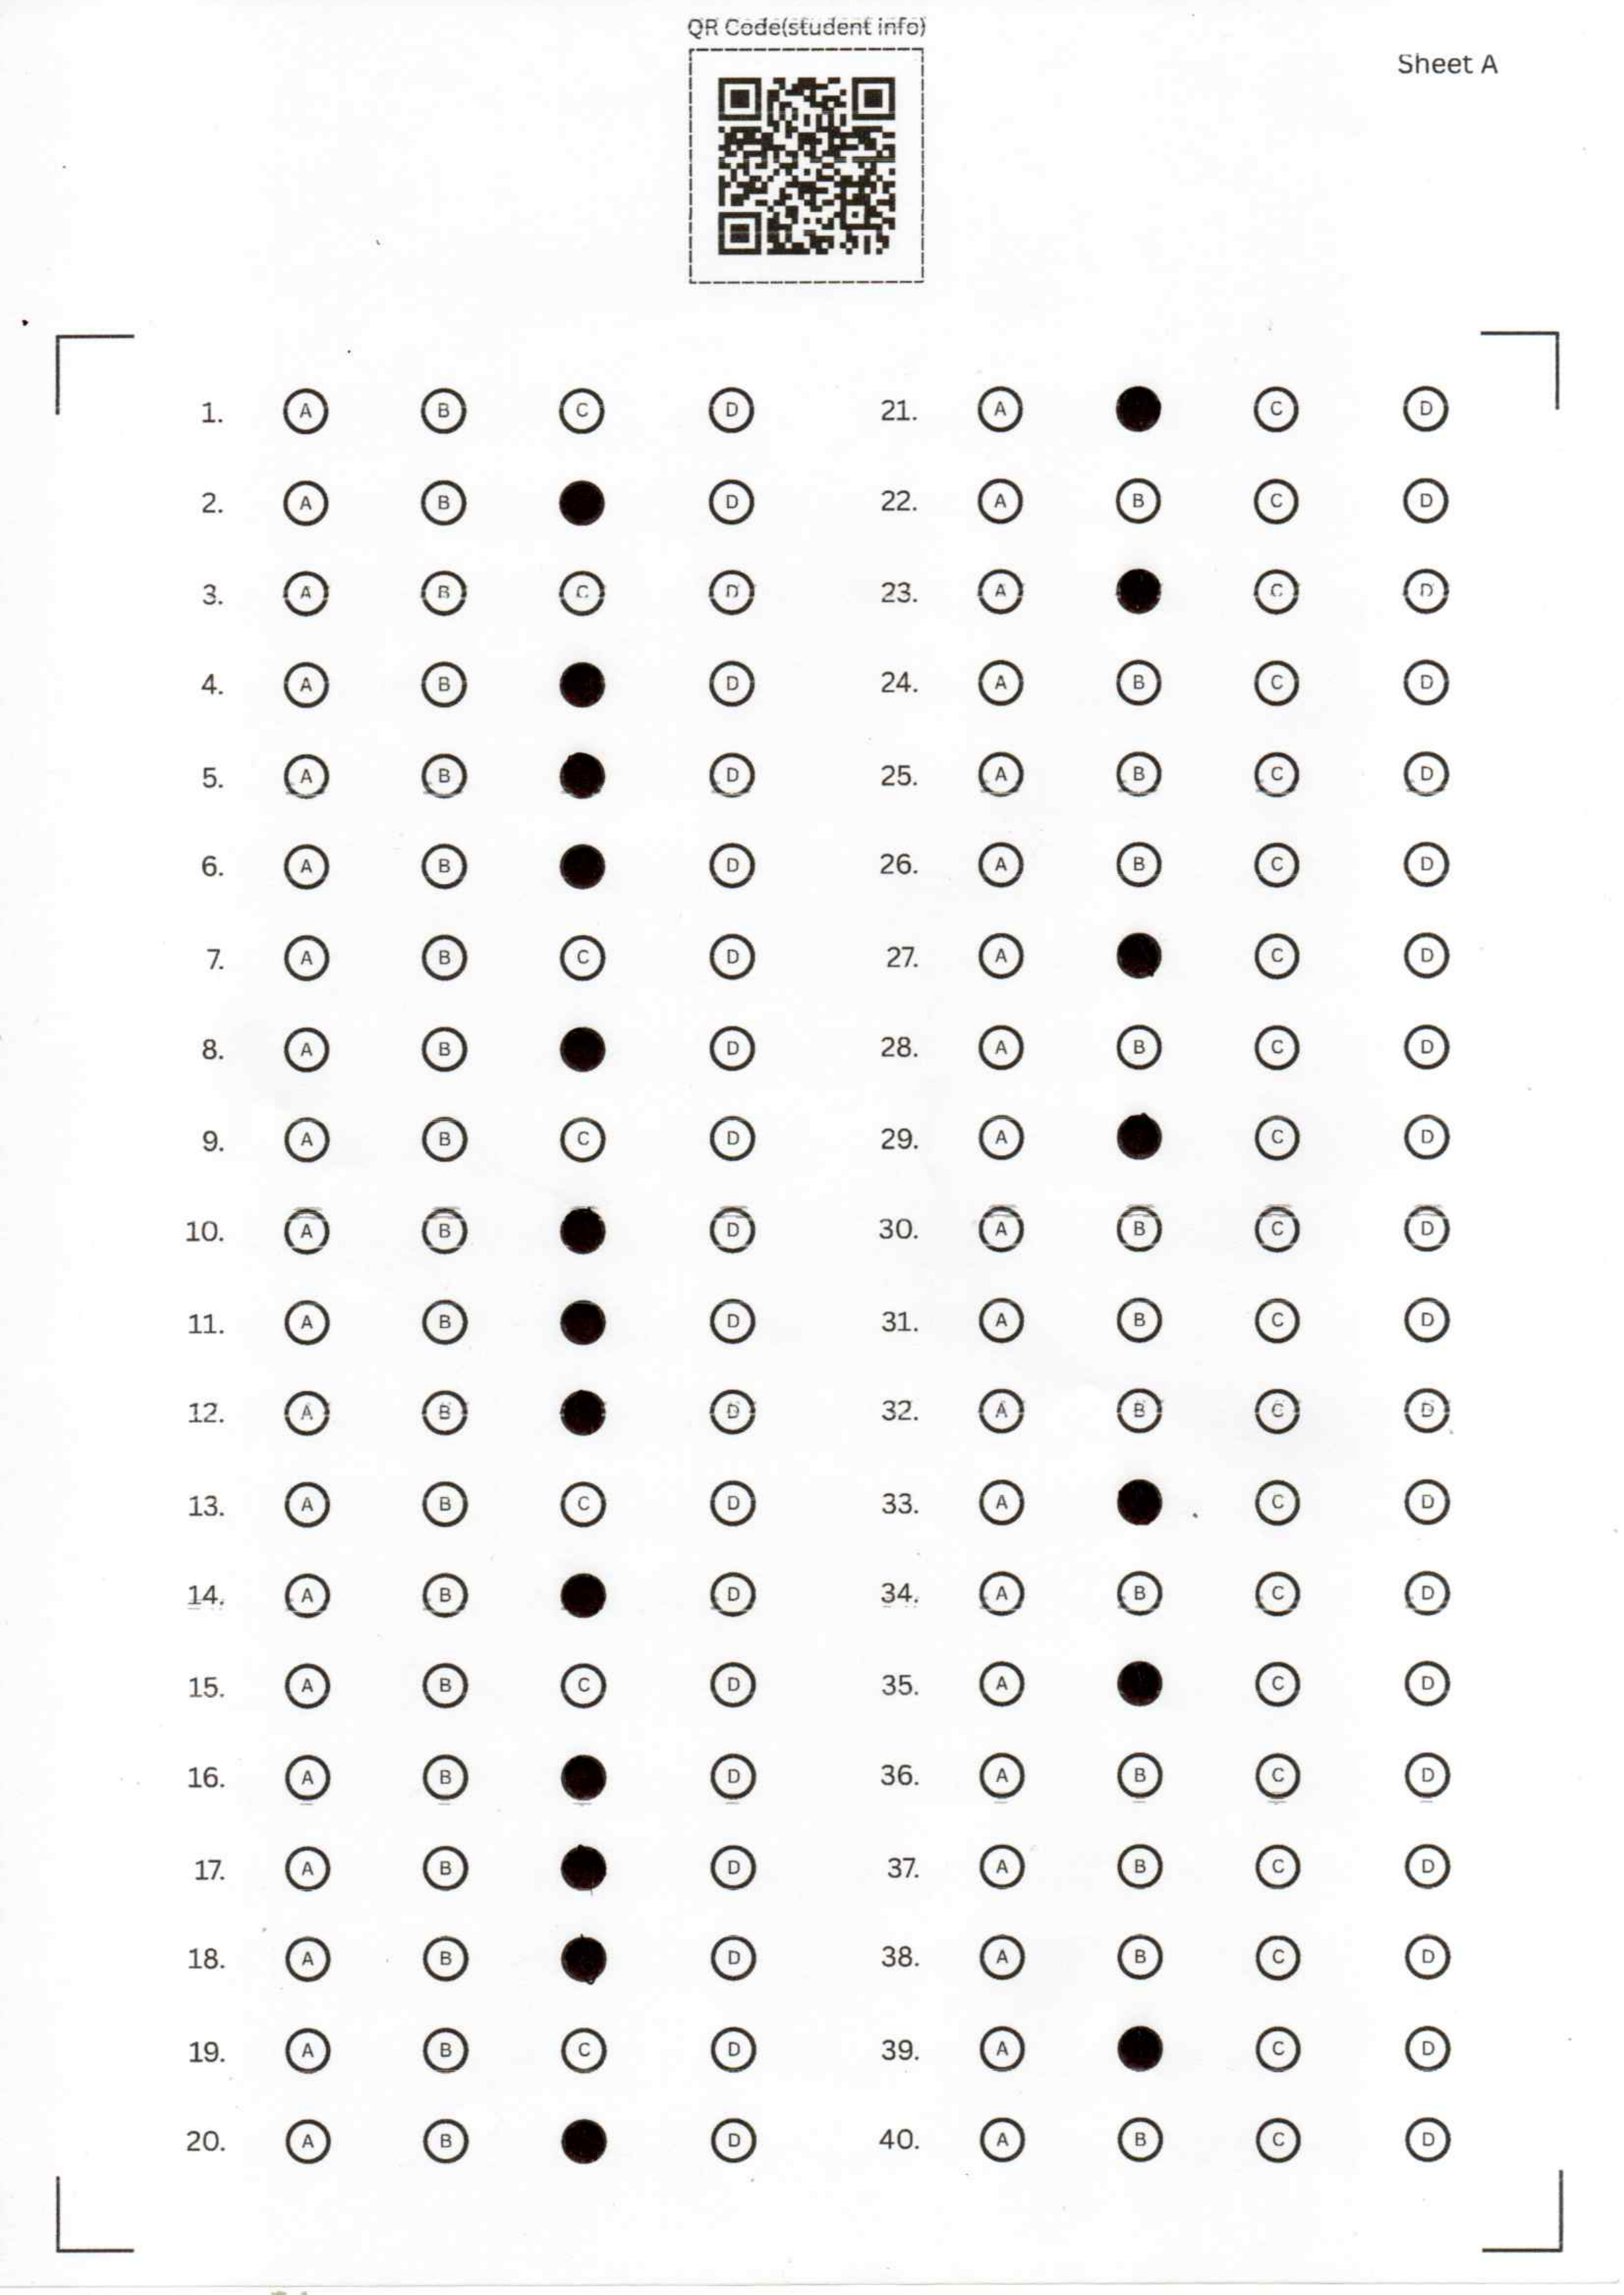 QR Code(student info)
Sheet A
1. A B C D 21. A C D
2. A B D 22. A B C D
3. A B C D 23. A C D
4. A B D 24. A B C D
5. A B D 25. A B C D
6. A B D 26. A B C D
7. A B C D 27. A C D
8. A B D 28. A B C D
9. A B C D 29. A C D
10. A B D 30. A B C D
11. A B D 31. A B C D
12. A B D 32. A B C D
13. A B C D 33. A C D
14. A B D 34. A B C D
15. A B C D 35. A C D
16. A B D 36. A B C D
17. A B D 37. A B C D
18. A B D 38. A B C D
19. A B C D 39. A C D
20. A B D 40. A B C D